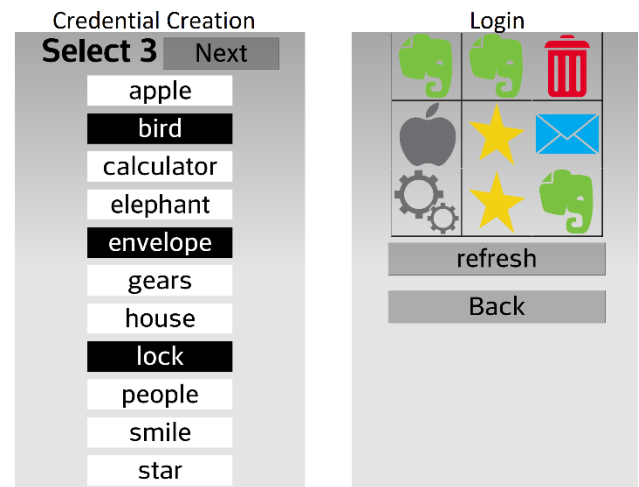 Credential Creation
Select 3 Next
apple
bird
calculator
elephant
envelope
gears
house
lock
people
smile
star
Login
refresh
Back